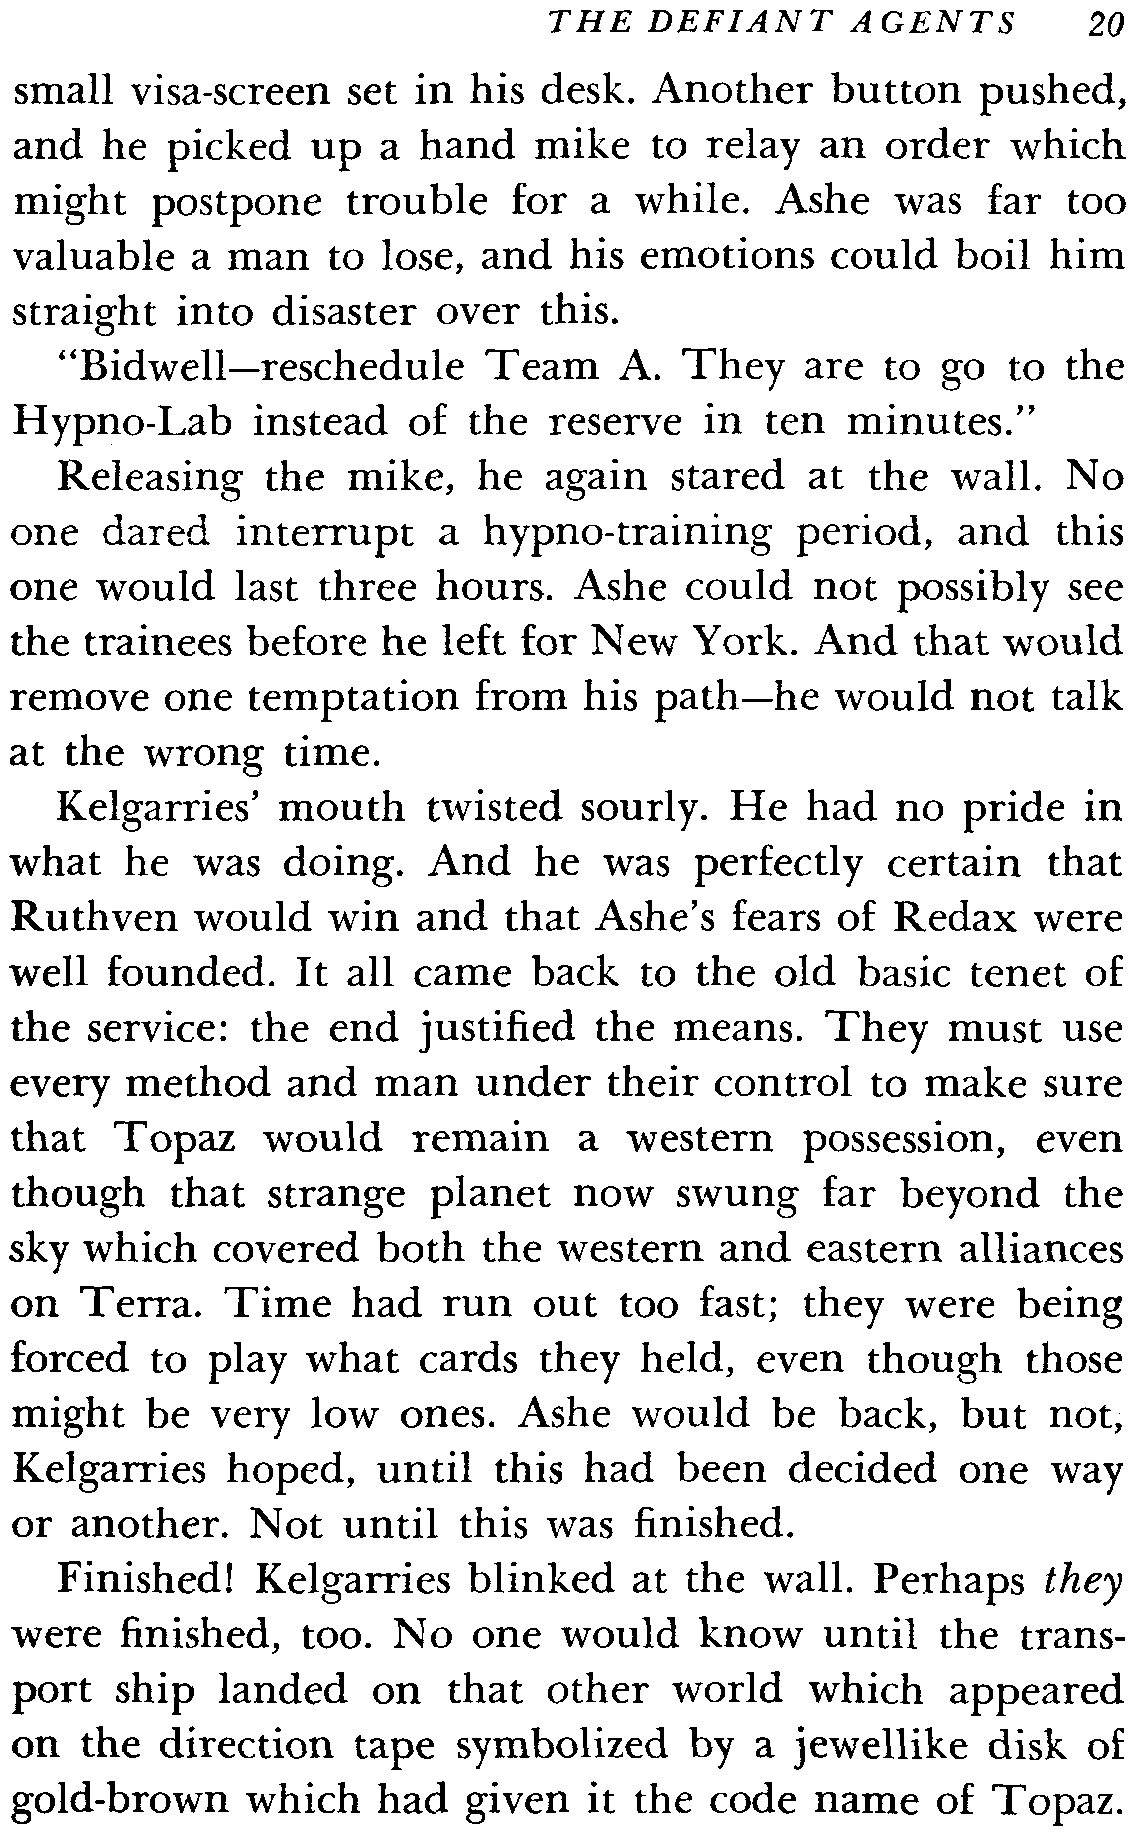 THE DEFIANT AGENTS 20
small visa-screen set in his desk. Another button pushed,
and he picked up a hand mike to relay an order which
might postpone trouble for a while. Ashe was far too
valuable a man to lose, and his emotions could boil him
straight into disaster over this.
“Bidwell—reschedule Team A. They are to go to the
Hypno-Lab instead of the reserve in ten minutes.”
Releasing the mike, he again stared at the wall. No
one dared interrupt a hypno-training period, and this
one would last three hours. Ashe could not possibly see
the trainees before he left for New York. And that would
remove one temptation from his path—he would not talk
at the wrong time.
Kelgarries’ mouth twisted sourly. He had no pride in
what he was doing. And he was perfectly certain that
Ruthven would win and that Ashe’s fears of Redax were
well founded. It all came back to the old basic tenet of
the service: the end justified the means. They must use
every method and man under their control to make sure
that Topaz would remain a western possession, even
though that strange planet now swung far beyond the
sky which covered both the western and eastern alliances
on Terra. Time had run out too fast; they were being
forced to play what cards they held, even though those
might be very low ones. Ashe would be back, but not,
Kelgarries hoped, until this had been decided one way
or another. Not until this was finished.
Finished! Kelgarries blinked at the wall. Perhaps they
were finished, too. No one would know until the trans-
port ship landed on that other world which appeared
on the direction tape symbolized by a jewellike disk of
gold-brown which had given it the code name of Topaz.